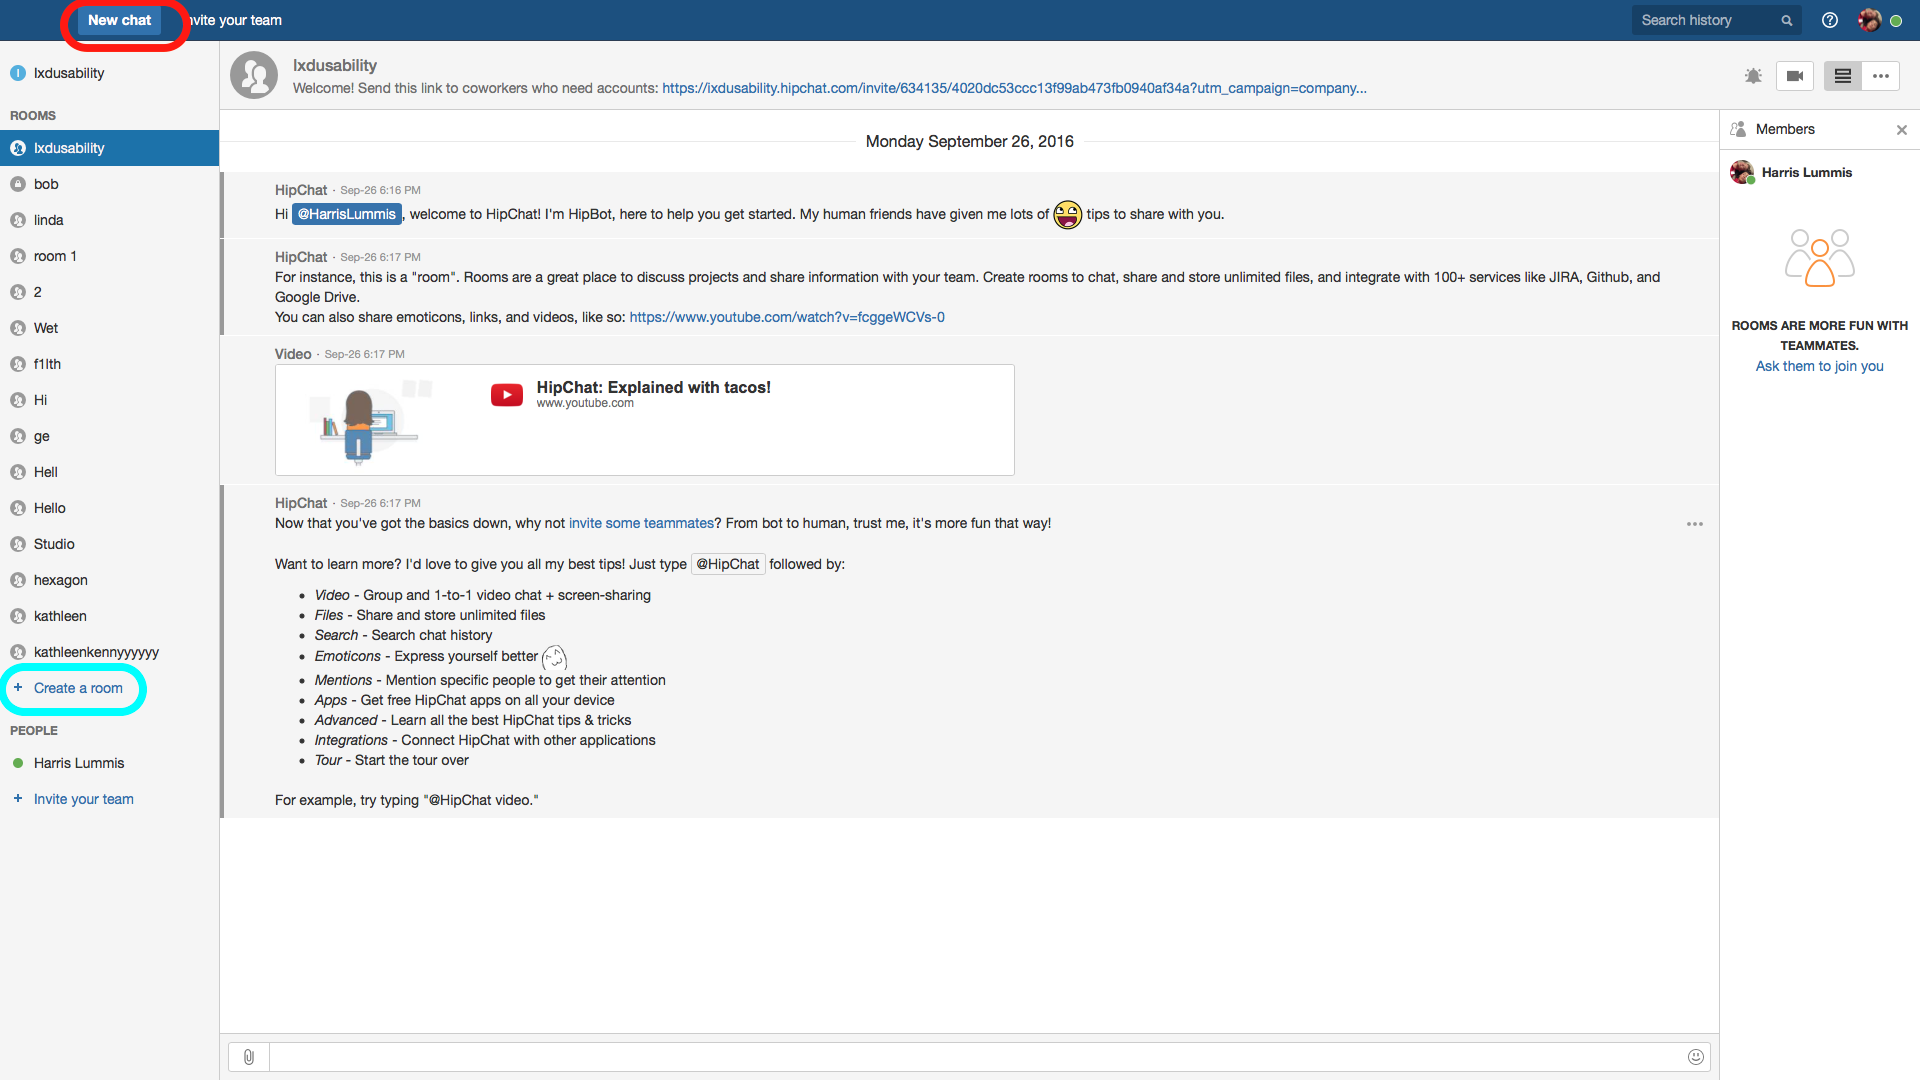 New chat
nvite your team
Search history
Ixdusability
ROOMS
Ixdusability
bob
linda
room 1
2
Wet
f1lth
Hi
ge
Hell
Hello
Studio
hexagon
kathleen
kathleenkennyyyyyy
+ Create a room
PEOPLE
Harris Lummis
+ Invite your team
Ixdusability
Welcome! Send this link to coworkers who need accounts: https://ixdusability.hipchat.com/invite/634135/4020dc53ccc13f99ab473fb0940af34a?utm_campaign=company...
Monday September 26, 2016
HipChat · Sep-26 6:16 PM
Hi @HarrisLummis, welcome to HipChat! I'm HipBot, here to help you get started. My human friends have given me lots of tips to share with you.
HipChat · Sep-26 6:17 PM
For instance, this is a "room". Rooms are a great place to discuss projects and share information with your team. Create rooms to chat, share and store unlimited files, and integrate with 100+ services like JIRA, Github, and
Google Drive.
You can also share emoticons, links, and videos, like so: https://www.youtube.com/watch?v=fcggeWCVs-0
Video · Sep-26 6:17 PM
HipChat: Explained with tacos!
www.youtube.com
HipChat · Sep-26 6:17 PM
Now that you've got the basics down, why not invite some teammates? From bot to human, trust me, it's more fun that way!
Want to learn more? I'd love to give you all my best tips! Just type @HipChat followed by:
• Video - Group and 1-to-1 video chat + screen-sharing
• Files - Share and store unlimited files
• Search - Search chat history
• Emoticons - Express yourself better
• Mentions - Mention specific people to get their attention
• Apps - Get free HipChat apps on all your device
• Advanced - Learn all the best HipChat tips & tricks
• Integrations - Connect HipChat with other applications
• Tour - Start the tour over
For example, try typing "@HipChat video."
Members
Harris Lummis
ROOMS ARE MORE FUN WITH
TEAMMATES.
Ask them to join you